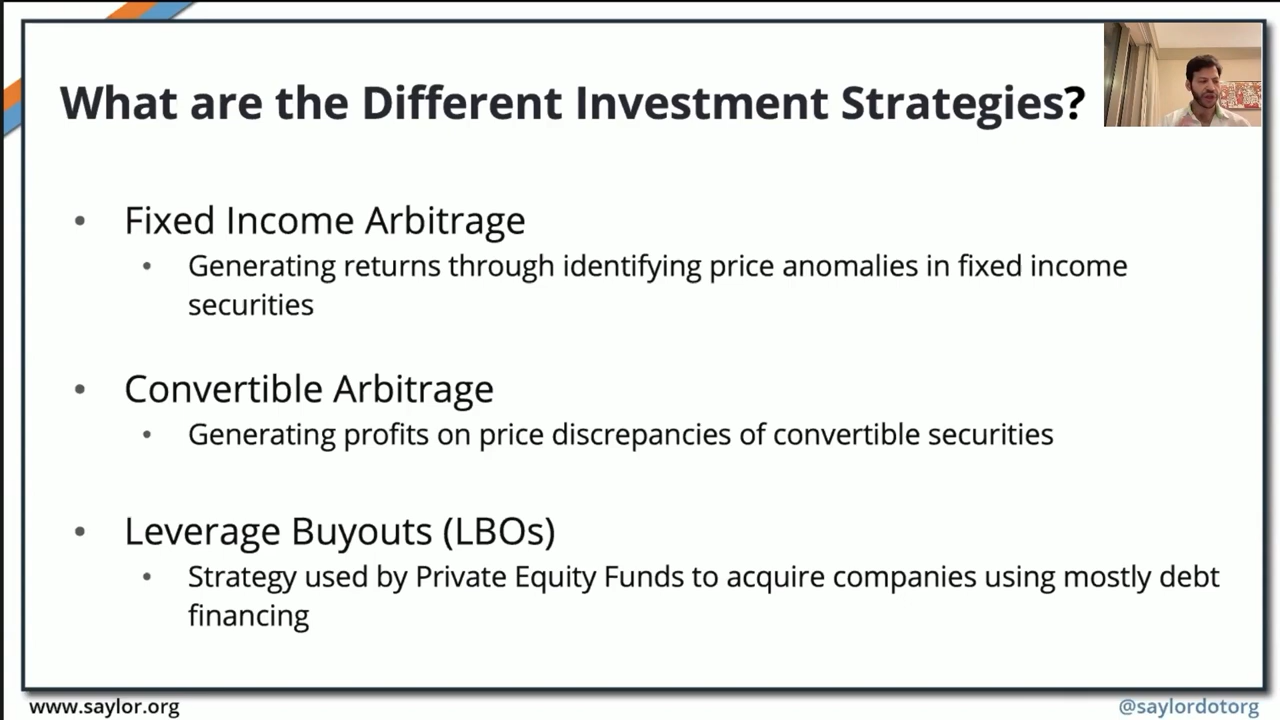 What are the Different Investment Strategies?
• Fixed Income Arbitrage
• Generating returns through identifying price anomalies in fixed income
securities
• Convertible Arbitrage
• Generating profits on price discrepancies of convertible securities
• Leverage Buyouts (LBOs)
• Strategy used by Private Equity Funds to acquire companies using mostly debt
financing
www.saylor.org
@saylordotorg